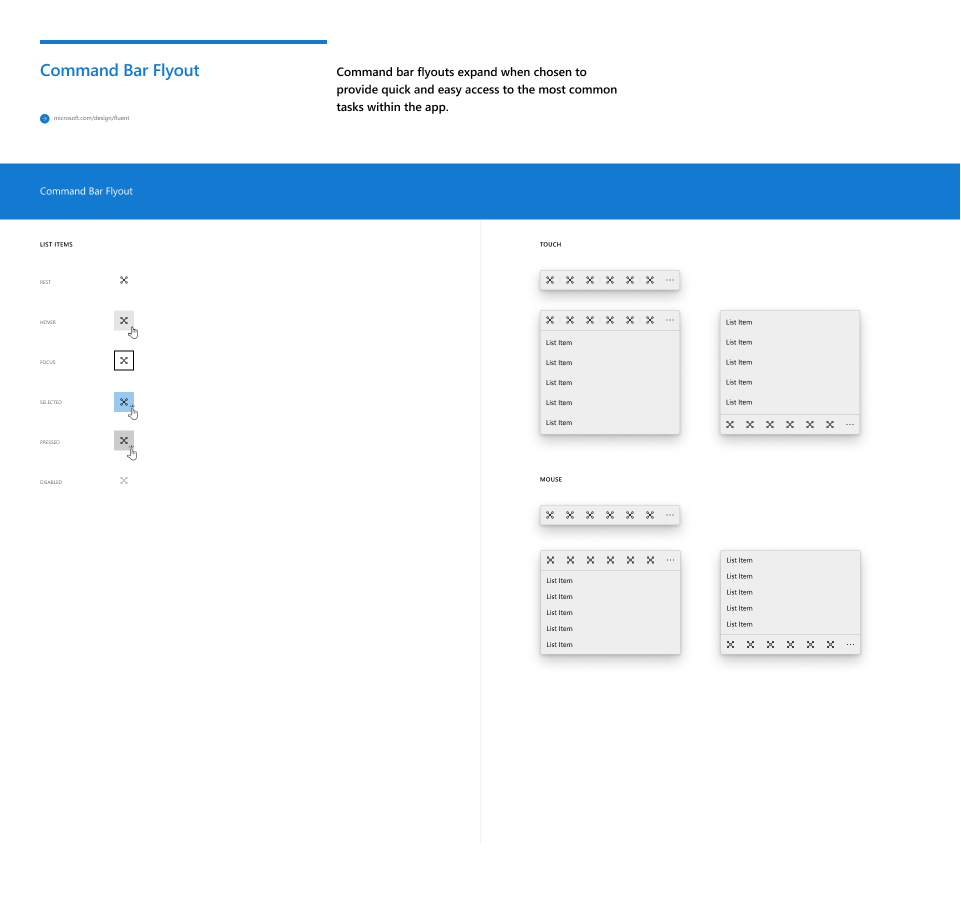 Command Bar Flyout
Command bar flyouts expand when chosen to
provide quick and easy access to the most common
tasks within the app.
microsoft.com/design/fluent
Command Bar Flyout
LIST ITEMS
REST
HOVER
FOCUS
SELECTED
PRESSED
DISABLED
TOUCH
List Item
List Item
List Item
List Item
List Item
List Item
List Item
List Item
List Item
List Item
MOUSE
List Item
List Item
List Item
List Item
List Item
List Item
List Item
List Item
List Item
List Item